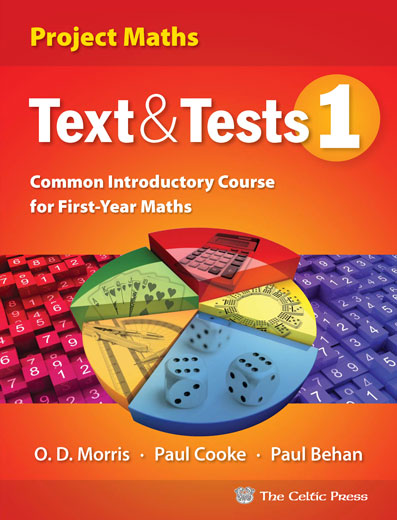 Project Maths
Text & Tests 1
Common Introductory Course
for First-Year Maths
O. D. Morris · Paul Cooke · Paul Behan
The Celtic Press